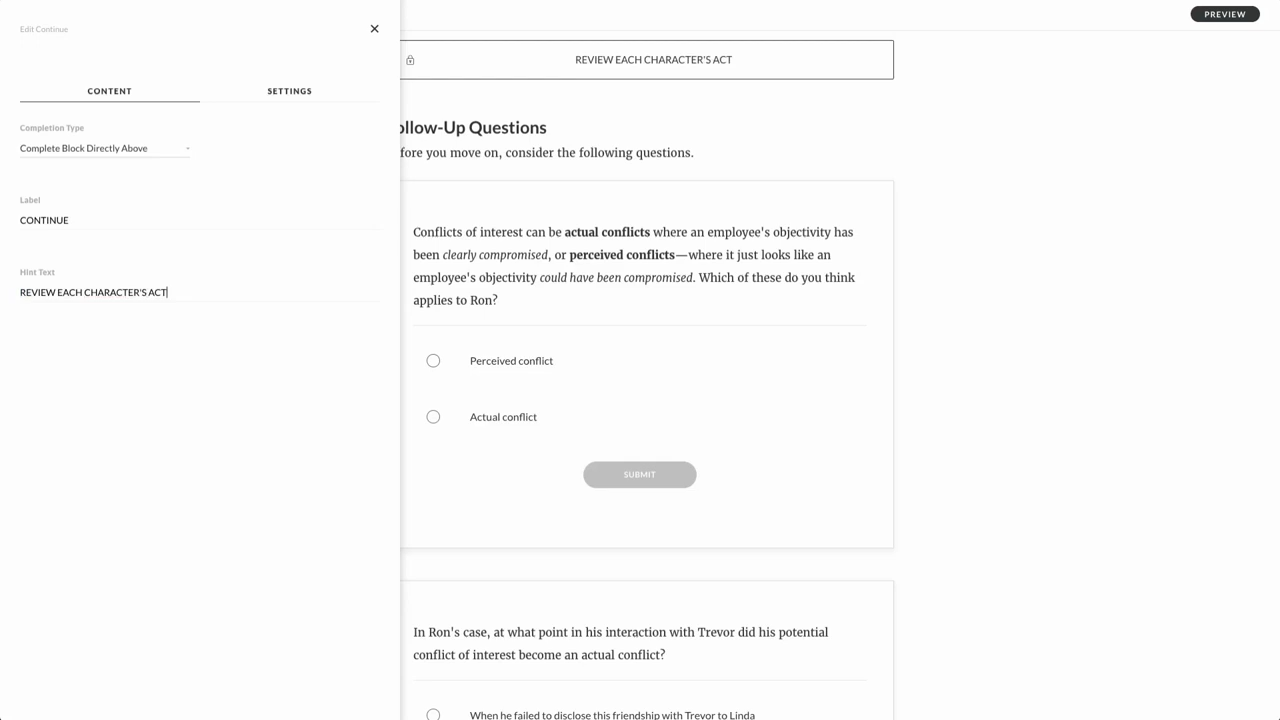 Edit Continue
PREVIEW
REVIEW EACH CHARACTER'S ACT
CONTENT
SETTINGS
Completion Type
Complete Block Directly Above
Label
CONTINUE
Hint Text
REVIEW EACH CHARACTER'S ACT
ollow-Up Questions
fore you move on, consider the following questions.
Conflicts of interest can be actual conflicts where an employee's objectivity has
been clearly compromised, or perceived conflicts—where it just looks like an
employee's objectivity could have been compromised. Which of these do you think
applies to Ron?
Perceived conflict
Actual conflict
SUBMIT
In Ron's case, at what point in his interaction with Trevor did his potential
conflict of interest become an actual conflict?
When he failed to disclose this friendship with Trevor to Linda